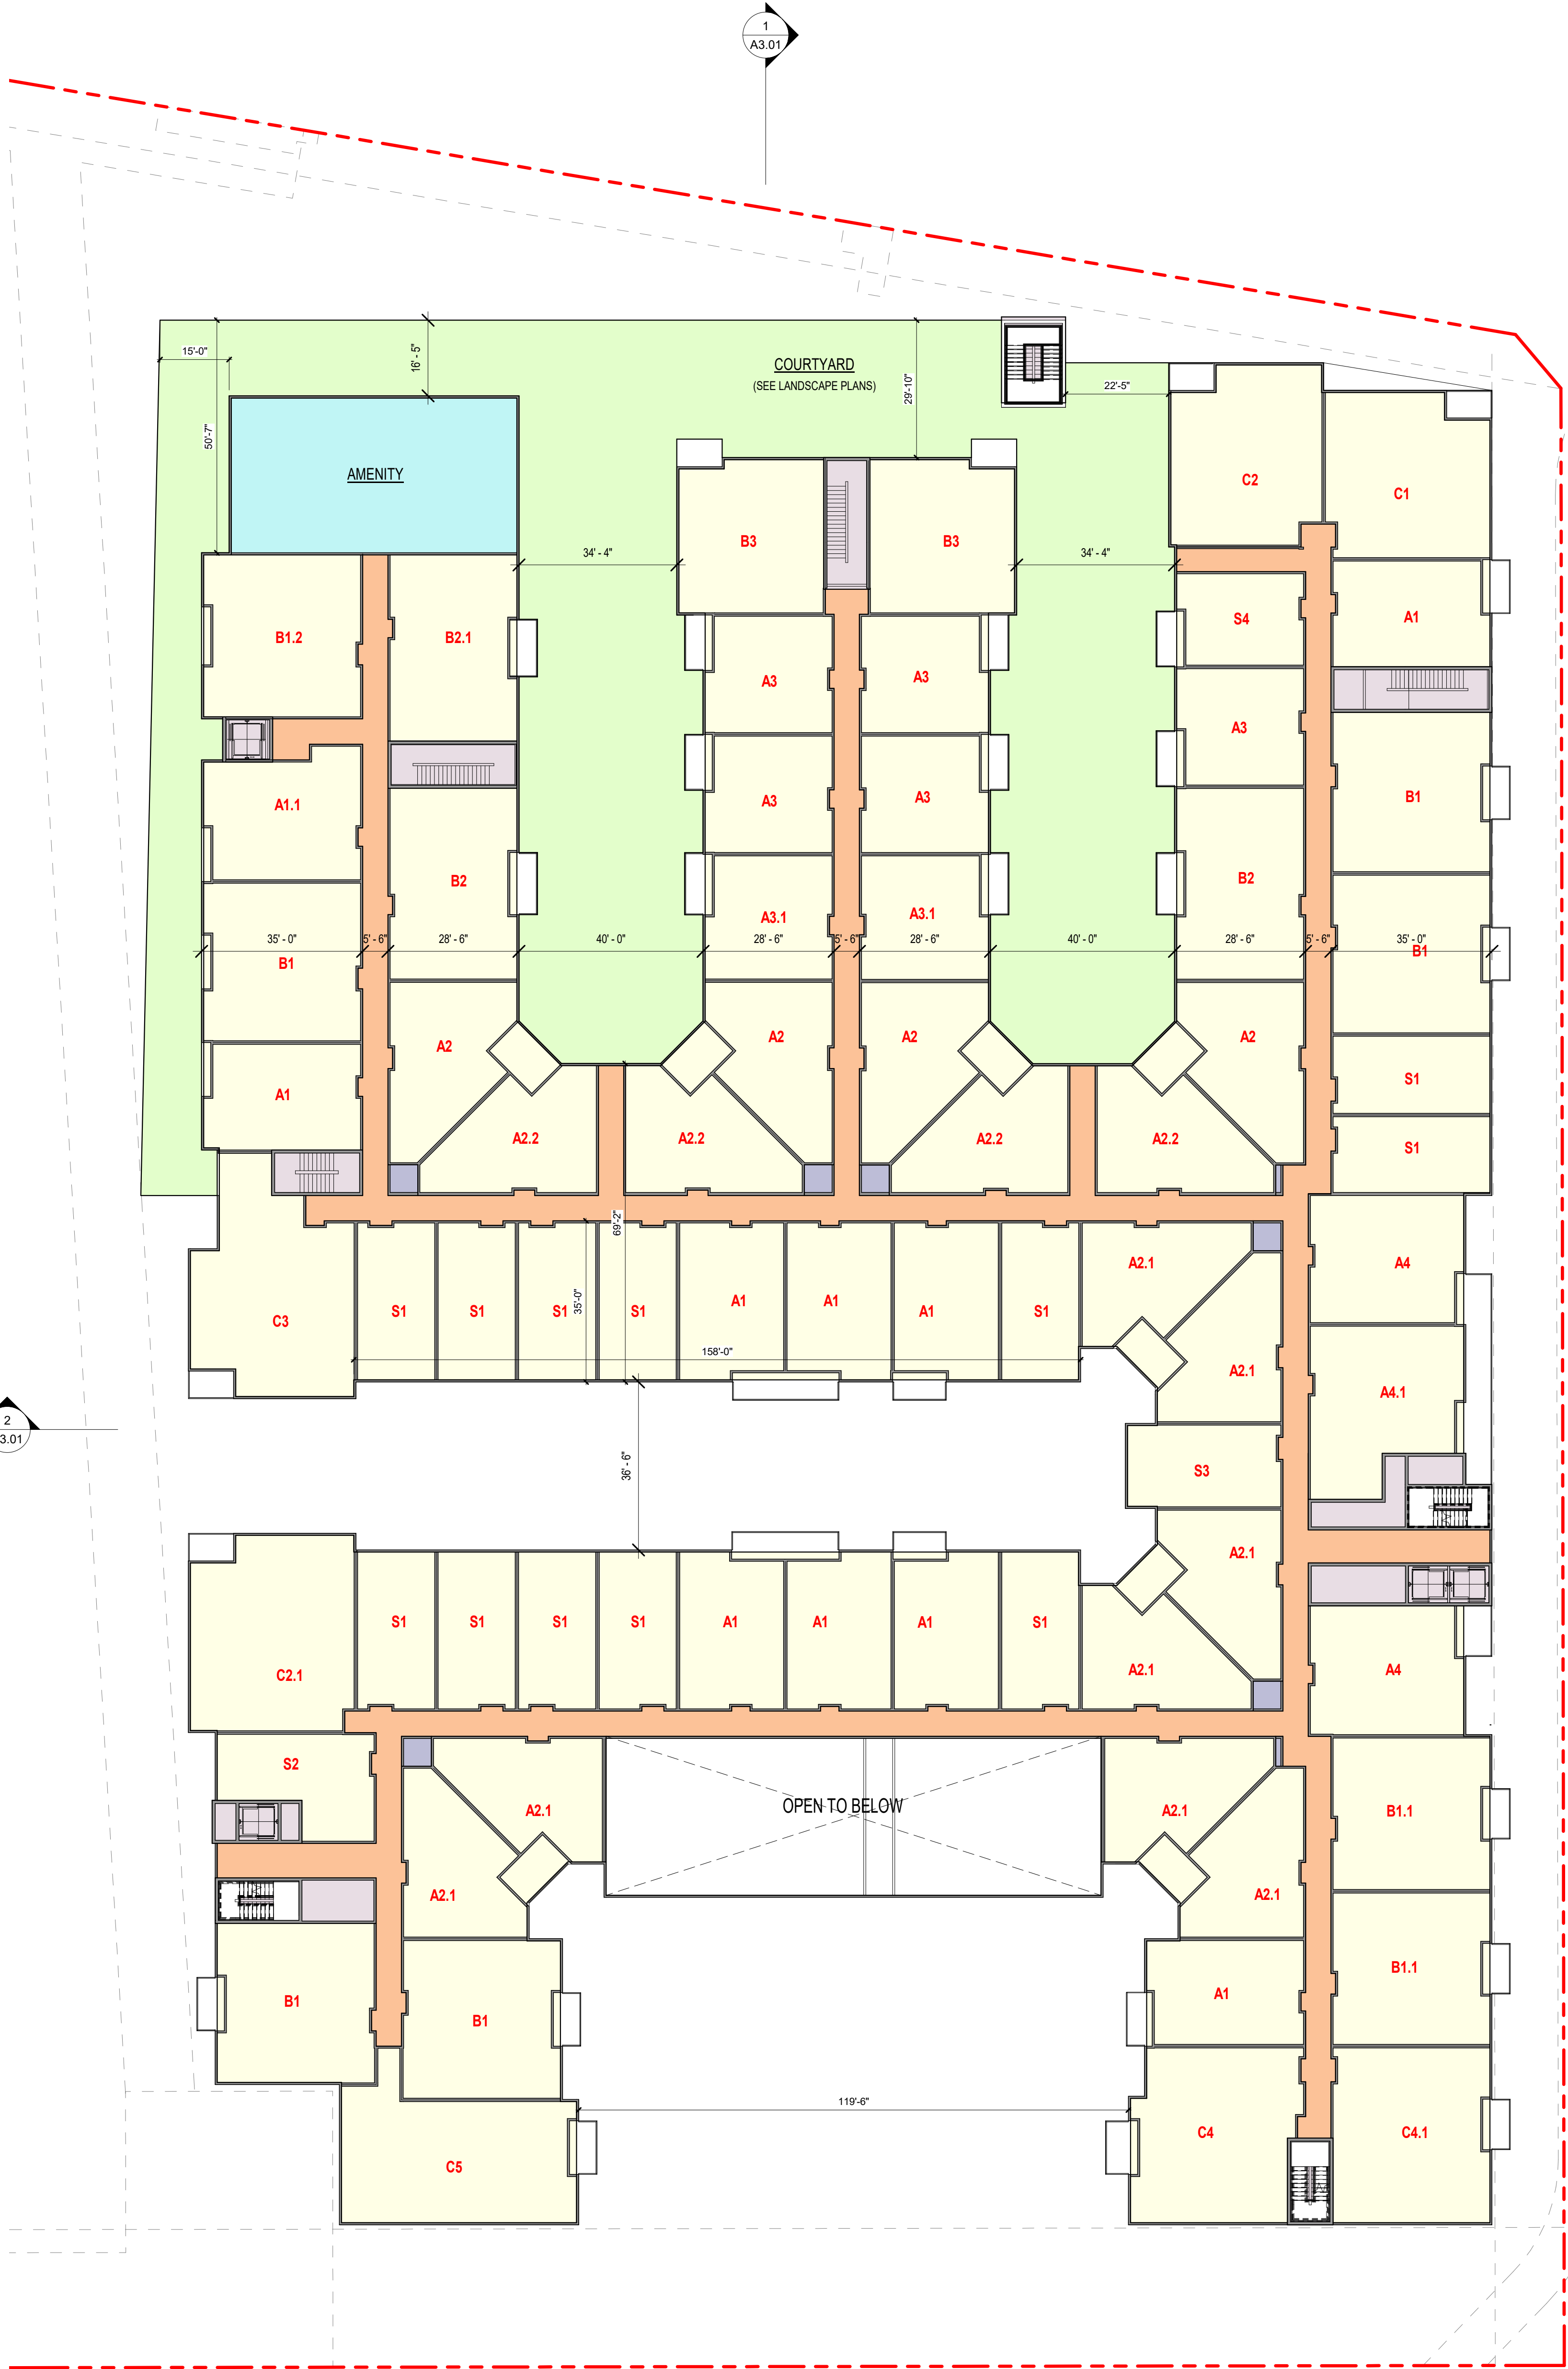 1
A3.01
15'-0"
16' - 5"
COURTYARD
(SEE LANDSCAPE PLANS)
29'-10"
22'-5"
50'-7"
AMENITY
C2
C1
B3
B3
34' - 4"
34' - 4"
B1.2
B2.1
S4
A1
A3
A3
A3
A1.1
A3
A3
B1
B2
B2
A3.1
A3.1
35' - 0"
5' - 6"
28' - 6"
40' - 0"
28' - 6"
5' - 6"
28' - 6"
40' - 0"
28' - 6"
5' - 6"
35' - 0"
B1
B1
A2
A2
A2
A2
S1
A1
A2.2
A2.2
A2.2
A2.2
S1
69'-2"
A2.1
A4
C3
S1
S1
S1
35'-0"
S1
A1
A1
A1
S1
158'-0"
A2.1
A4.1
2
3.01
36' - 6"
S3
A2.1
C2.1
S1
S1
S1
S1
A1
A1
A1
S1
A2.1
A4
S2
A2.1
OPEN TO BELOW
A2.1
B1.1
A2.1
A2.1
B1
B1
A1
B1.1
119'-6"
C5
C4
C4.1